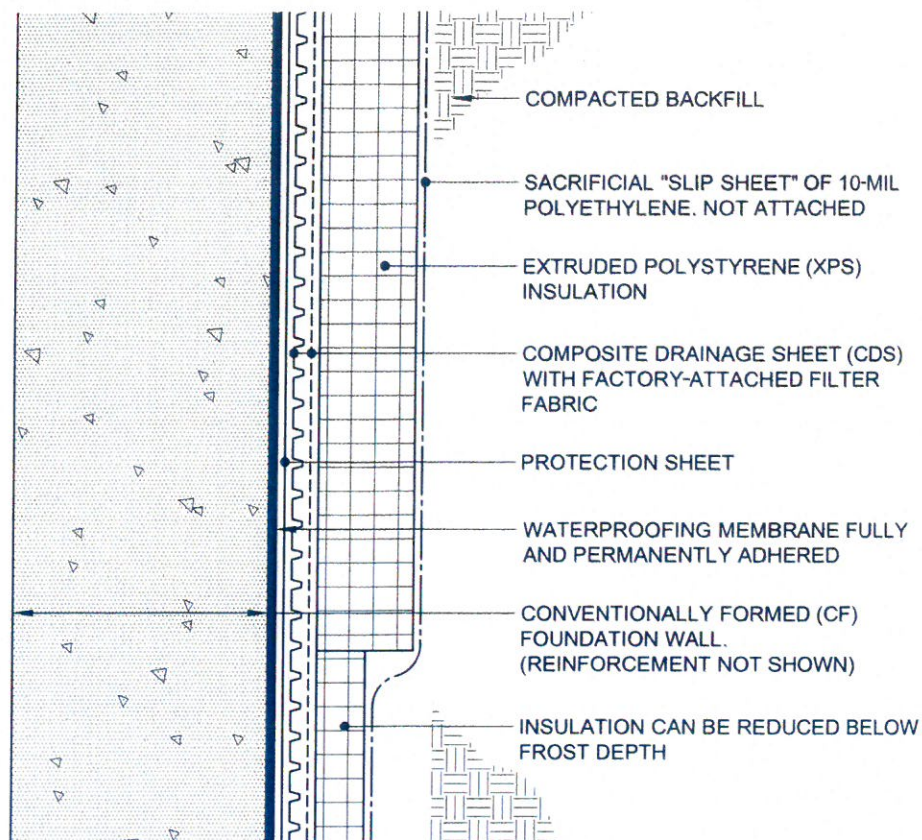 COMPACTED BACKFILL
SACRIFICIAL "SLIP SHEET" OF 10-MIL
POLYETHYLENE. NOT ATTACHED
EXTRUDED POLYSTYRENE (XPS)
INSULATION
COMPOSITE DRAINAGE SHEET (CDS)
WITH FACTORY-ATTACHED FILTER
FABRIC
PROTECTION SHEET
WATERPROOFING MEMBRANE FULLY
AND PERMANENTLY ADHERED
CONVENTIONALLY FORMED (CF)
FOUNDATION WALL.
(REINFORCEMENT NOT SHOWN)
INSULATION CAN BE REDUCED BELOW
FROST DEPTH